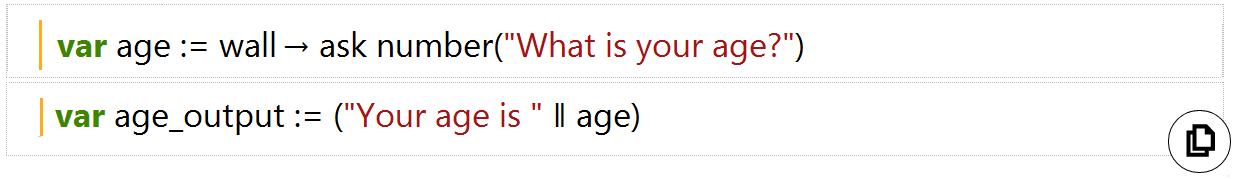 var age := wall → ask number("What is your age?")
var age_output := ("Your age is " ∥ age)